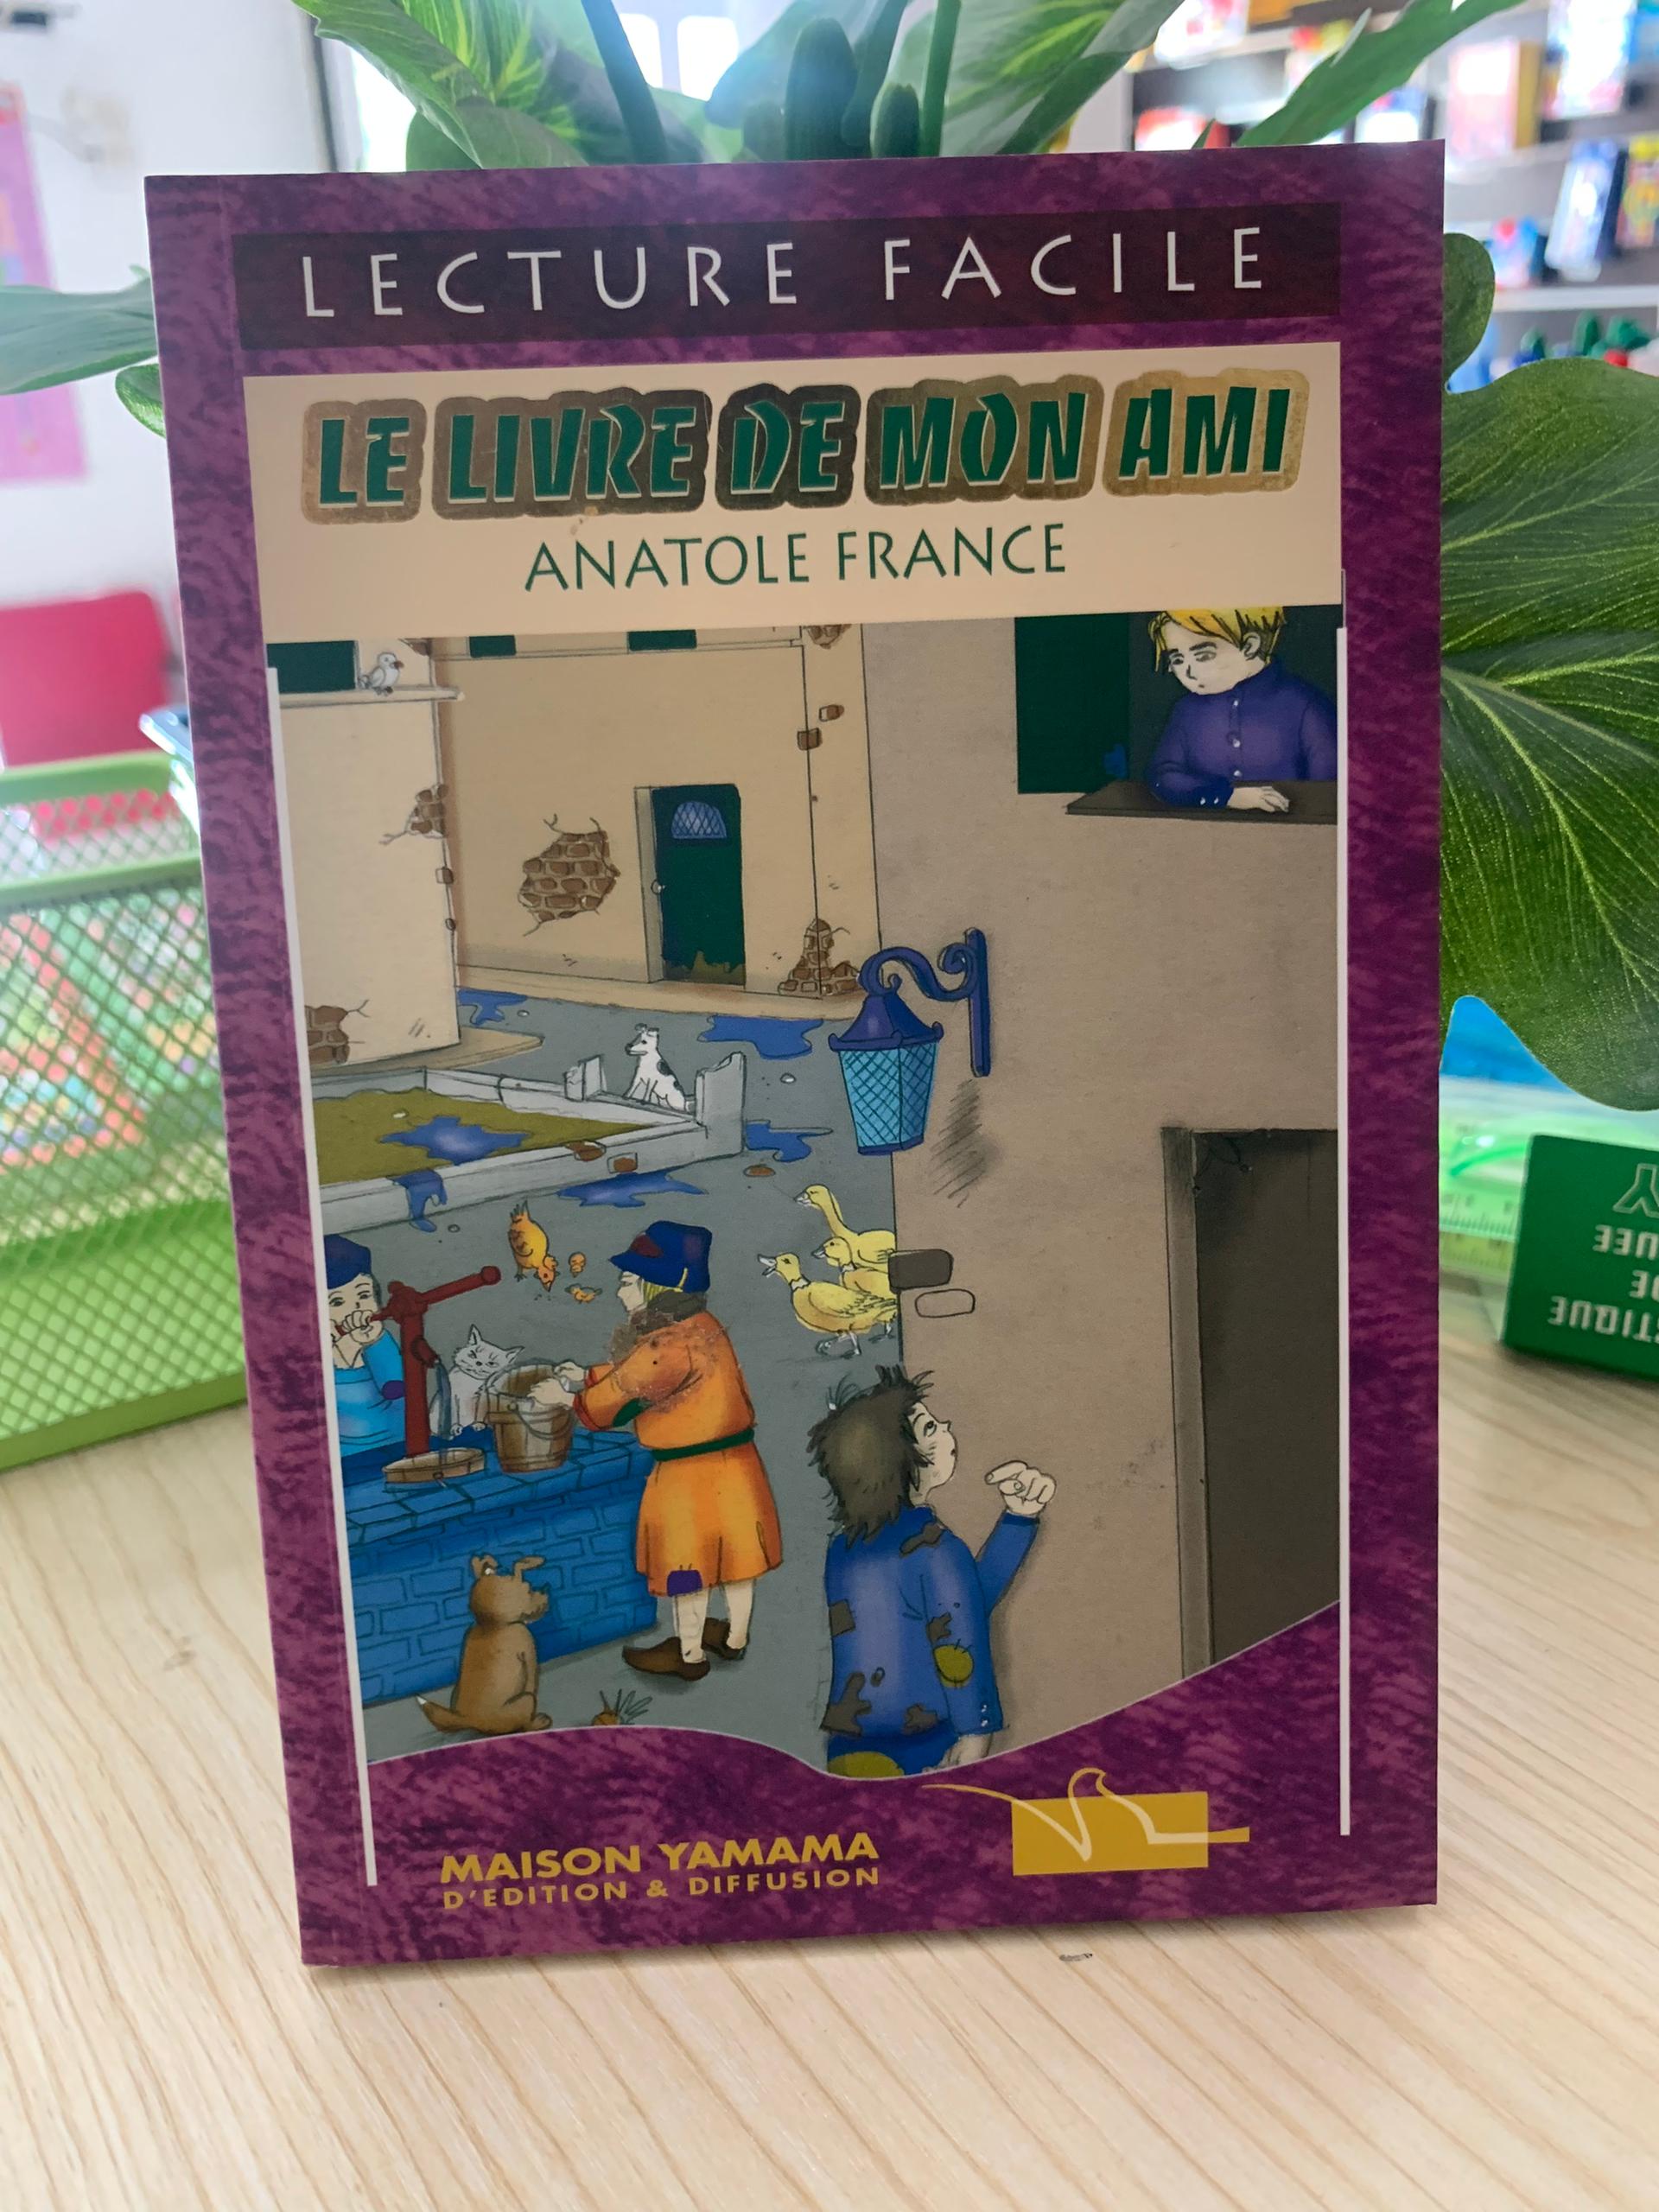 LECTURE FACILE
LE LIVRE DE MON AMI
ANATOLE FRANCE
MAISON YAMAMA
D'EDITION & DIFFUSION